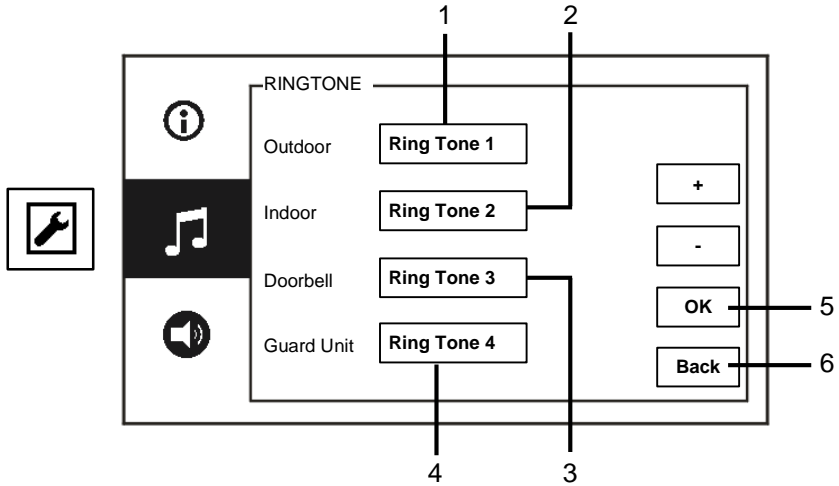 1 2
RINGTONE
Outdoor Ring Tone 1
Indoor Ring Tone 2
Doorbell Ring Tone 3
Guard Unit Ring Tone 4
+
-
OK 5
Back 6
4 3